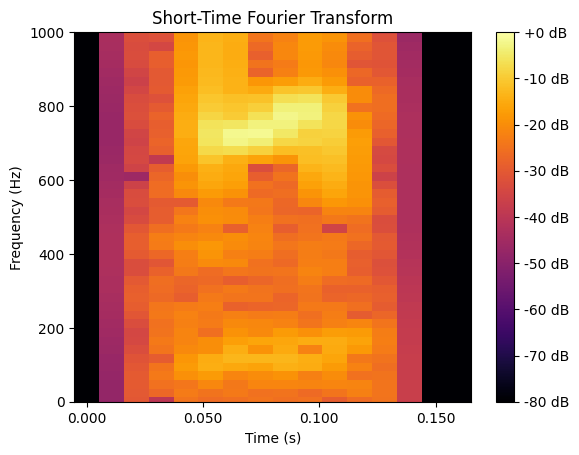 Short-Time Fourier Transform
Frequency (Hz)
1000
800
600
400
200
0
0.000
0.050
0.100
0.150
Time (s)
+0 dB
-10 dB
-20 dB
-30 dB
-40 dB
-50 dB
-60 dB
-70 dB
-80 dB